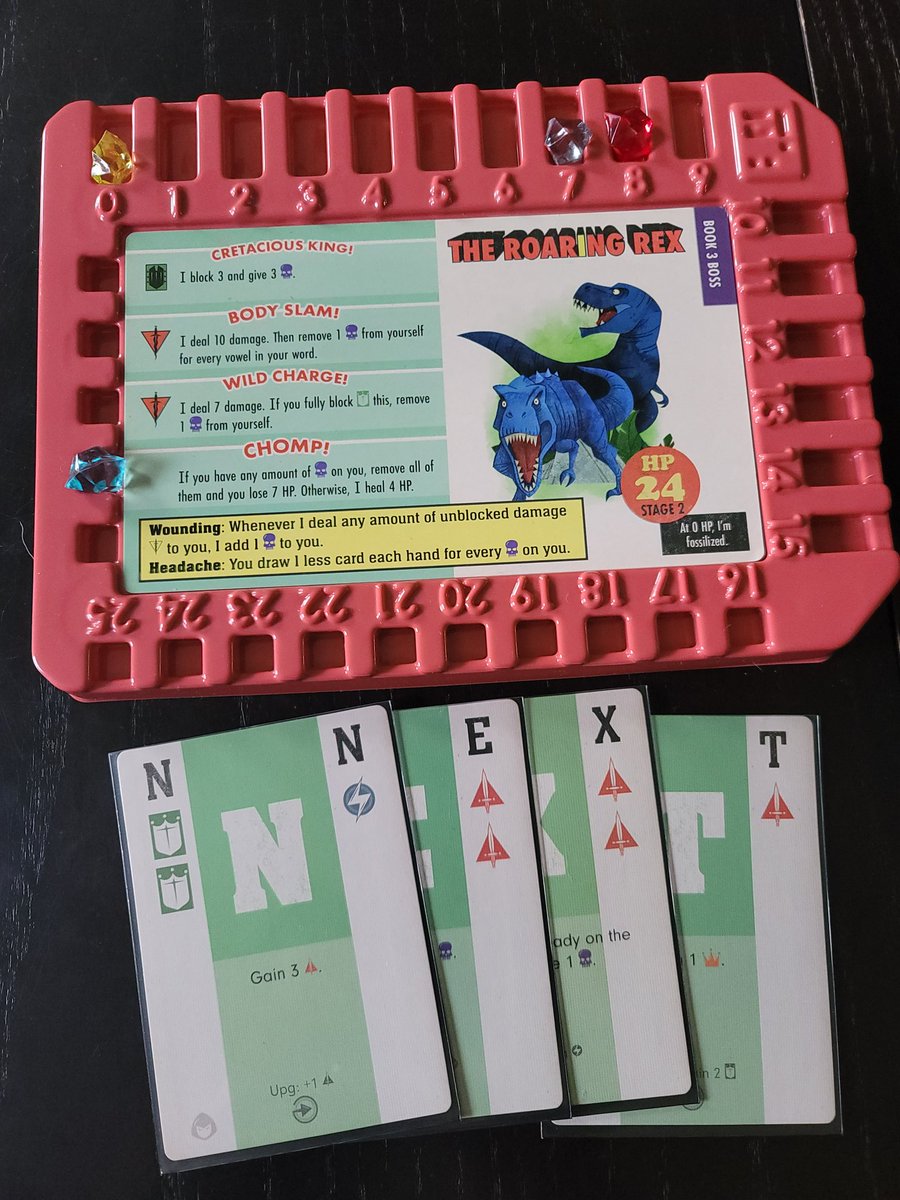 0 1 2 3 4 5 6 7 8 9
10
11
12
13
14
15
CRETACIOUS KING!
I block 3 and give 3 .
BODY SLAM!
I deal 10 damage. Then remove 1 from yourself
for every vowel in your word.
WILD CHARGE!
I deal 7 damage. If you fully block this, remove
1 from yourself.
CHOMP!
If you have any amount of on you, remove all of
them and you lose 7 HP. Otherwise, I heal 4 HP.
Wounding: Whenever I deal any amount of unblocked damage
to you, I add 1 to you.
Headache: You draw 1 less card each hand for every on you.
THE ROARING REX
BOOK 3 BOSS
HP
24
STAGE 2
At 0 HP, I'm
fossilized.
25 24 23 22 21 20 19 18 17 16
N
N
N
Gain 3 .
Upg: +1
E
X
ady on the
1 .
T
T
1 .
2